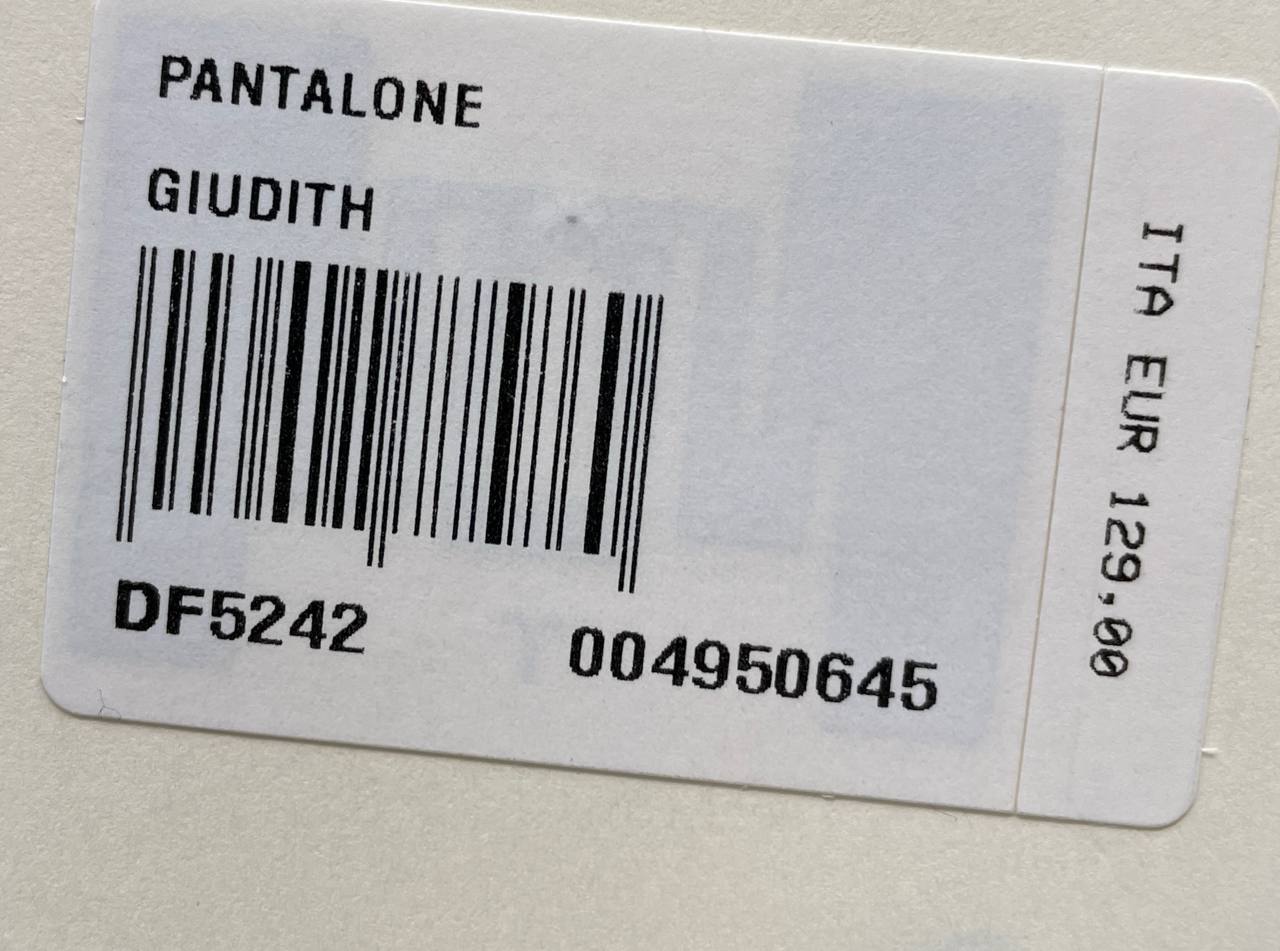 PANTALONE
GIUDITH
DF5242 004950645
ITA EUR 129,00